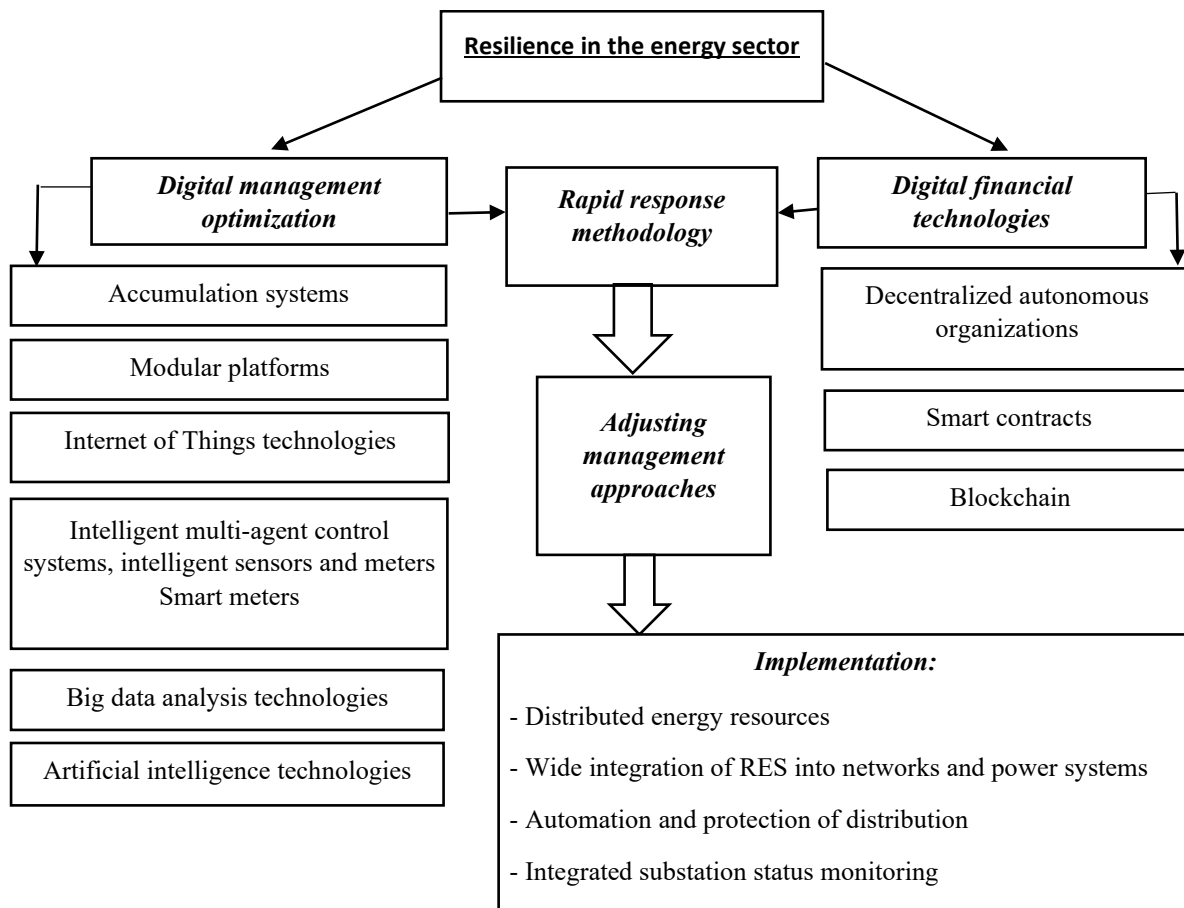 Resilience in the energy sector
Digital management
optimization
Rapid response
methodology
Digital financial
technologies
Accumulation systems
Modular platforms
Internet of Things technologies
Intelligent multi-agent control
systems, intelligent sensors and meters
Smart meters
Big data analysis technologies
Artificial intelligence technologies
Adjusting
management
approaches
Decentralized autonomous
organizations
Smart contracts
Blockchain
Implementation:
- Distributed energy resources
- Wide integration of RES into networks and power systems
- Automation and protection of distribution
- Integrated substation status monitoring